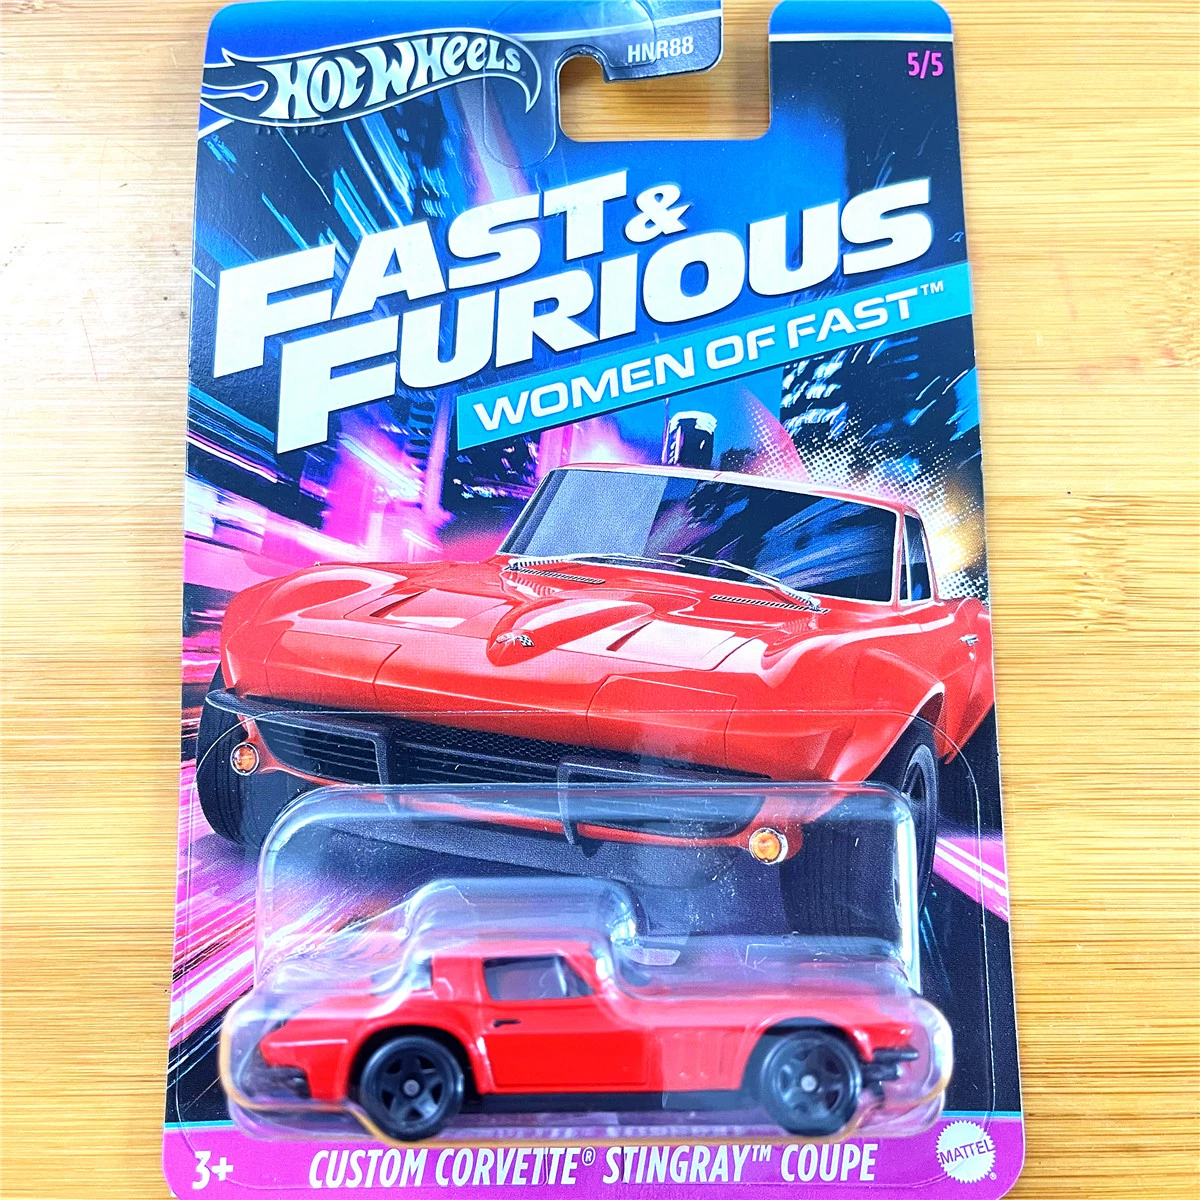 HOT WHEELS
HNR88
5/5
FAST &
FURIOUS
WOMEN OF FAST™
3+
CUSTOM CORVETTE® STINGRAY™ COUPE
MATTEL®